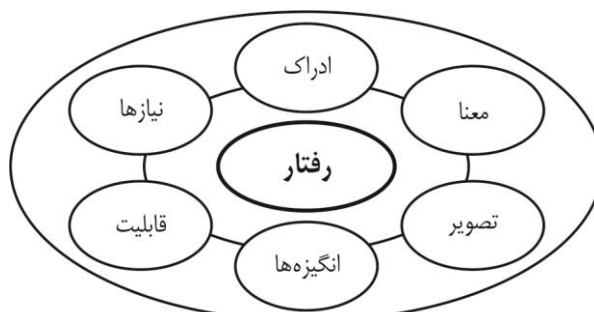 ادراک
معنا
نیازها
رفتار
تصویر
قابلیت
انگیزه‌ها